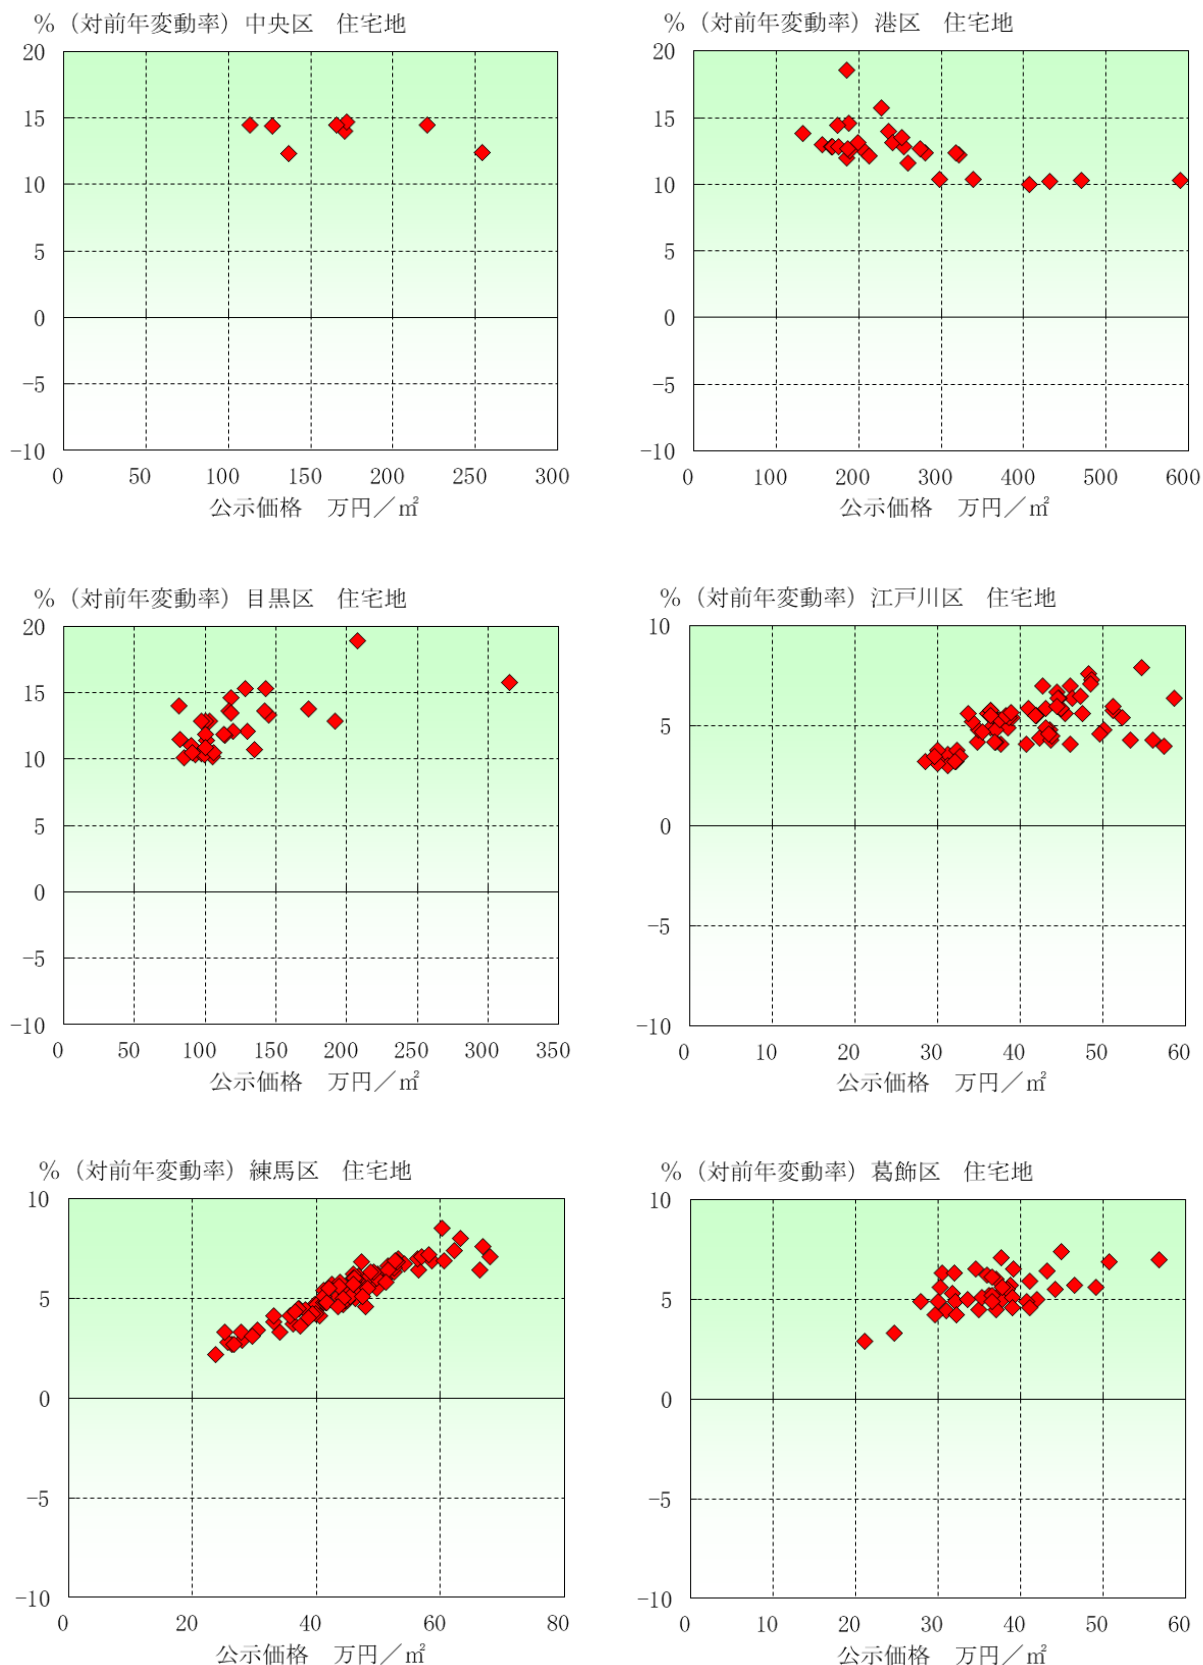 %（対前年変動率）中央区　住宅地
20
15
10
5
0
-5
-10
0 50 100 150 200 250 300
公示価格　万円／㎡
%（対前年変動率）港区　住宅地
20
15
10
5
0
-5
-10
0 100 200 300 400 500 600
公示価格　万円／㎡
%（対前年変動率）目黒区　住宅地
20
15
10
5
0
-5
-10
0 50 100 150 200 250 300 350
公示価格　万円／㎡
%（対前年変動率）江戸川区　住宅地
10
5
0
-5
-10
0 10 20 30 40 50 60
公示価格　万円／㎡
%（対前年変動率）練馬区　住宅地
10
5
0
-5
-10
0 20 40 60 80
公示価格　万円／㎡
%（対前年変動率）葛飾区　住宅地
10
5
0
-5
-10
0 10 20 30 40 50 60
公示価格　万円／㎡